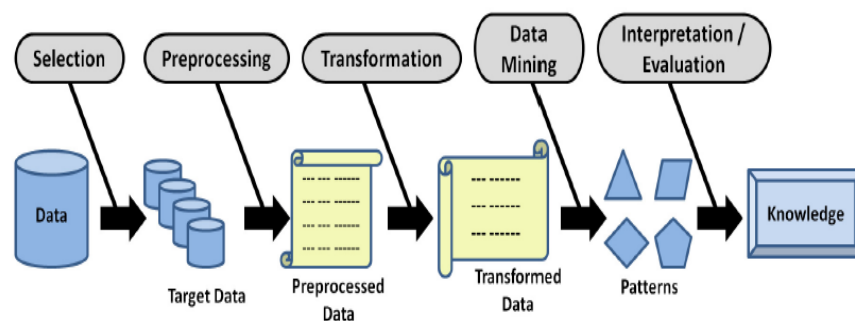 Selection
Preprocessing
Transformation
Data
Mining
Interpretation /
Evaluation
Data
Knowledge
Target Data
Preprocessed
Data
Transformed
Data
Patterns